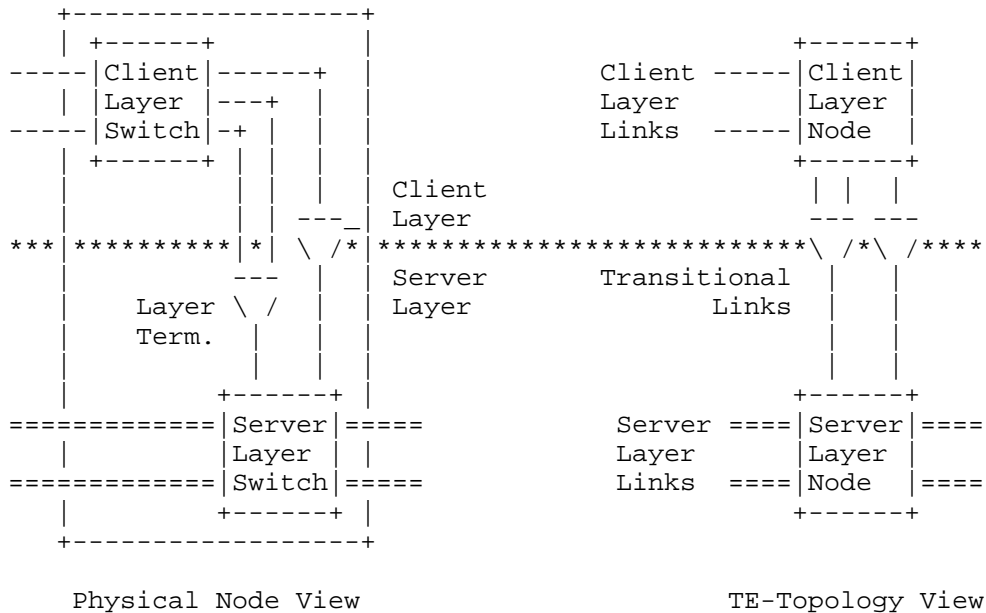 Client Client Client
Layer Layer Layer
Switch Links Node
Client
Layer
Server Transitional
Layer Layer Links
Term.
Server Server Server
Layer Layer Layer
Switch Links Node
Physical Node View TE-Topology View